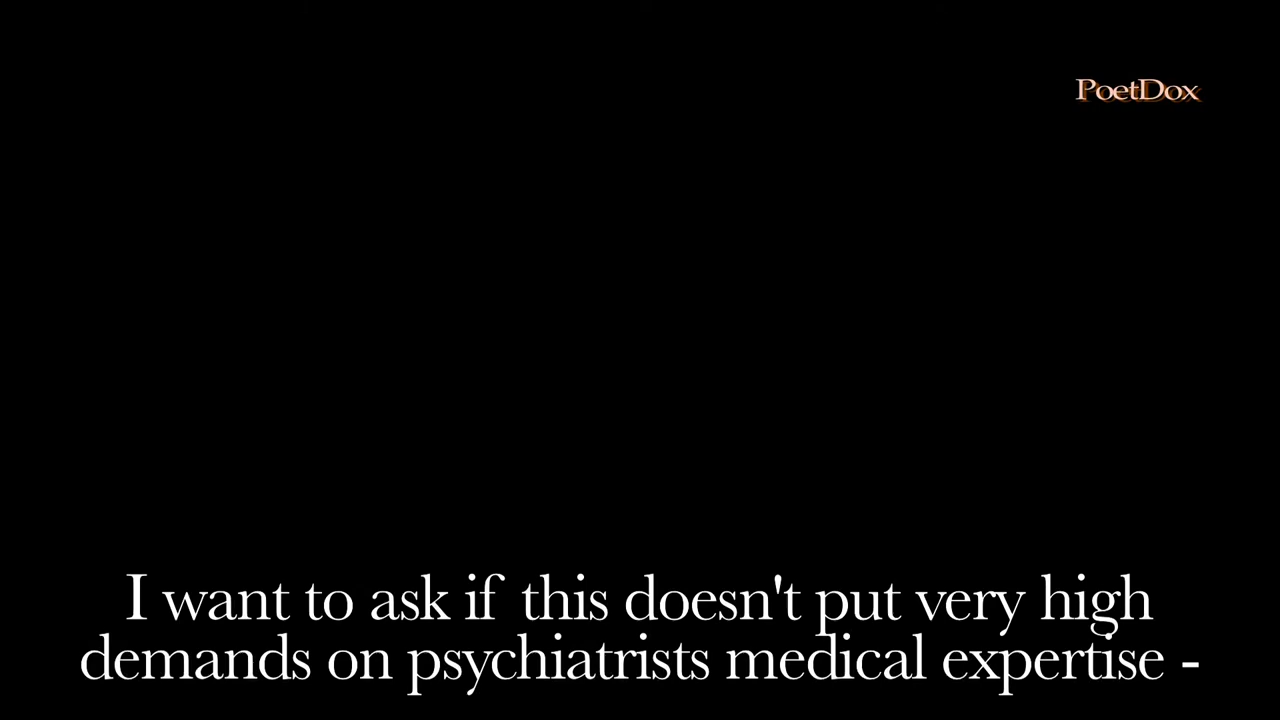 PoetDox
I want to ask if this doesn't put very high
demands on psychiatrists medical expertise -